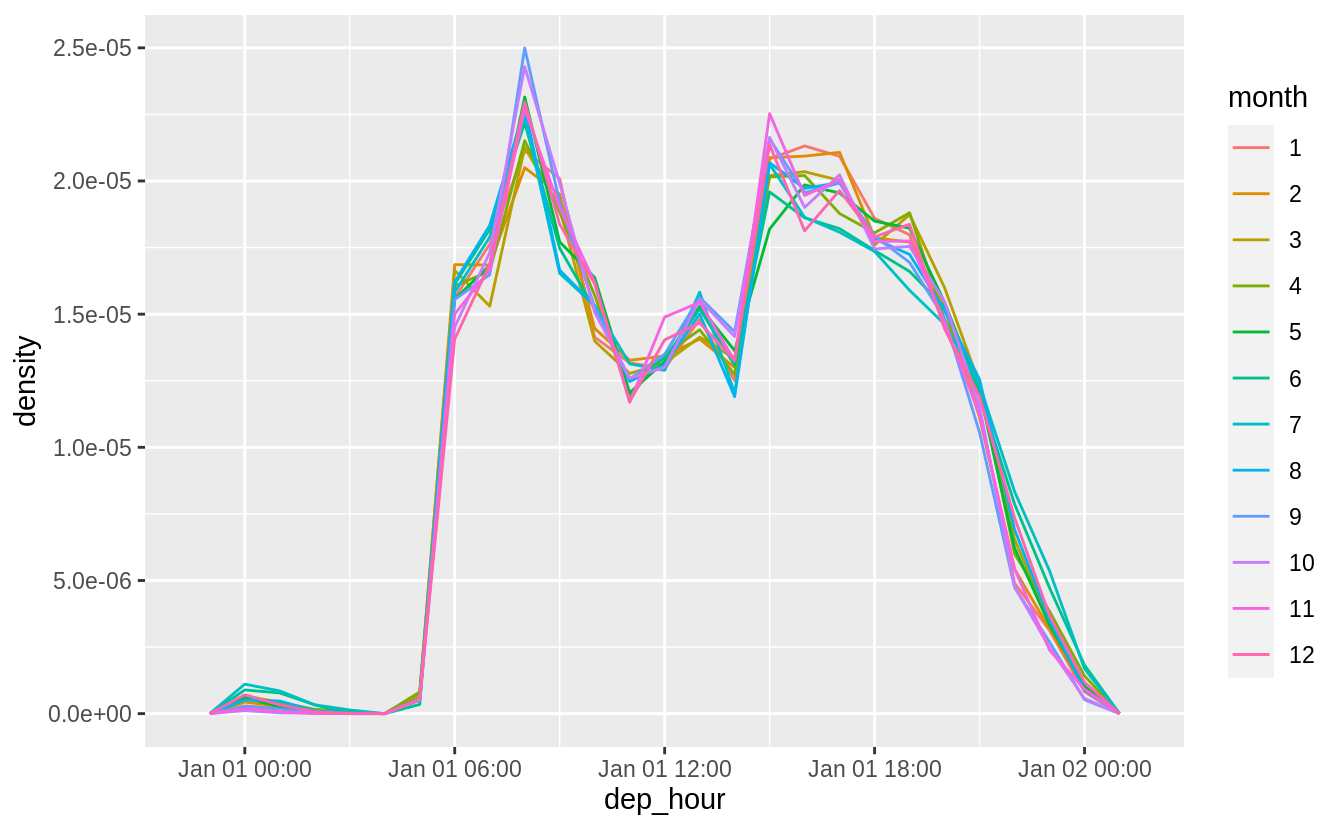 2.5e-05
2.0e-05
1.5e-05
1.0e-05
5.0e-06
0.0e+00
density
Jan 01 00:00 Jan 01 06:00 Jan 01 12:00 Jan 01 18:00 Jan 02 00:00
dep_hour
month
1
2
3
4
5
6
7
8
9
10
11
12